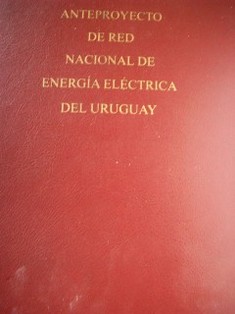 ANTEPROYECTO
DE RED
NACIONAL DE
ENERGÍA ELÉCTRICA
DEL URUGUAY